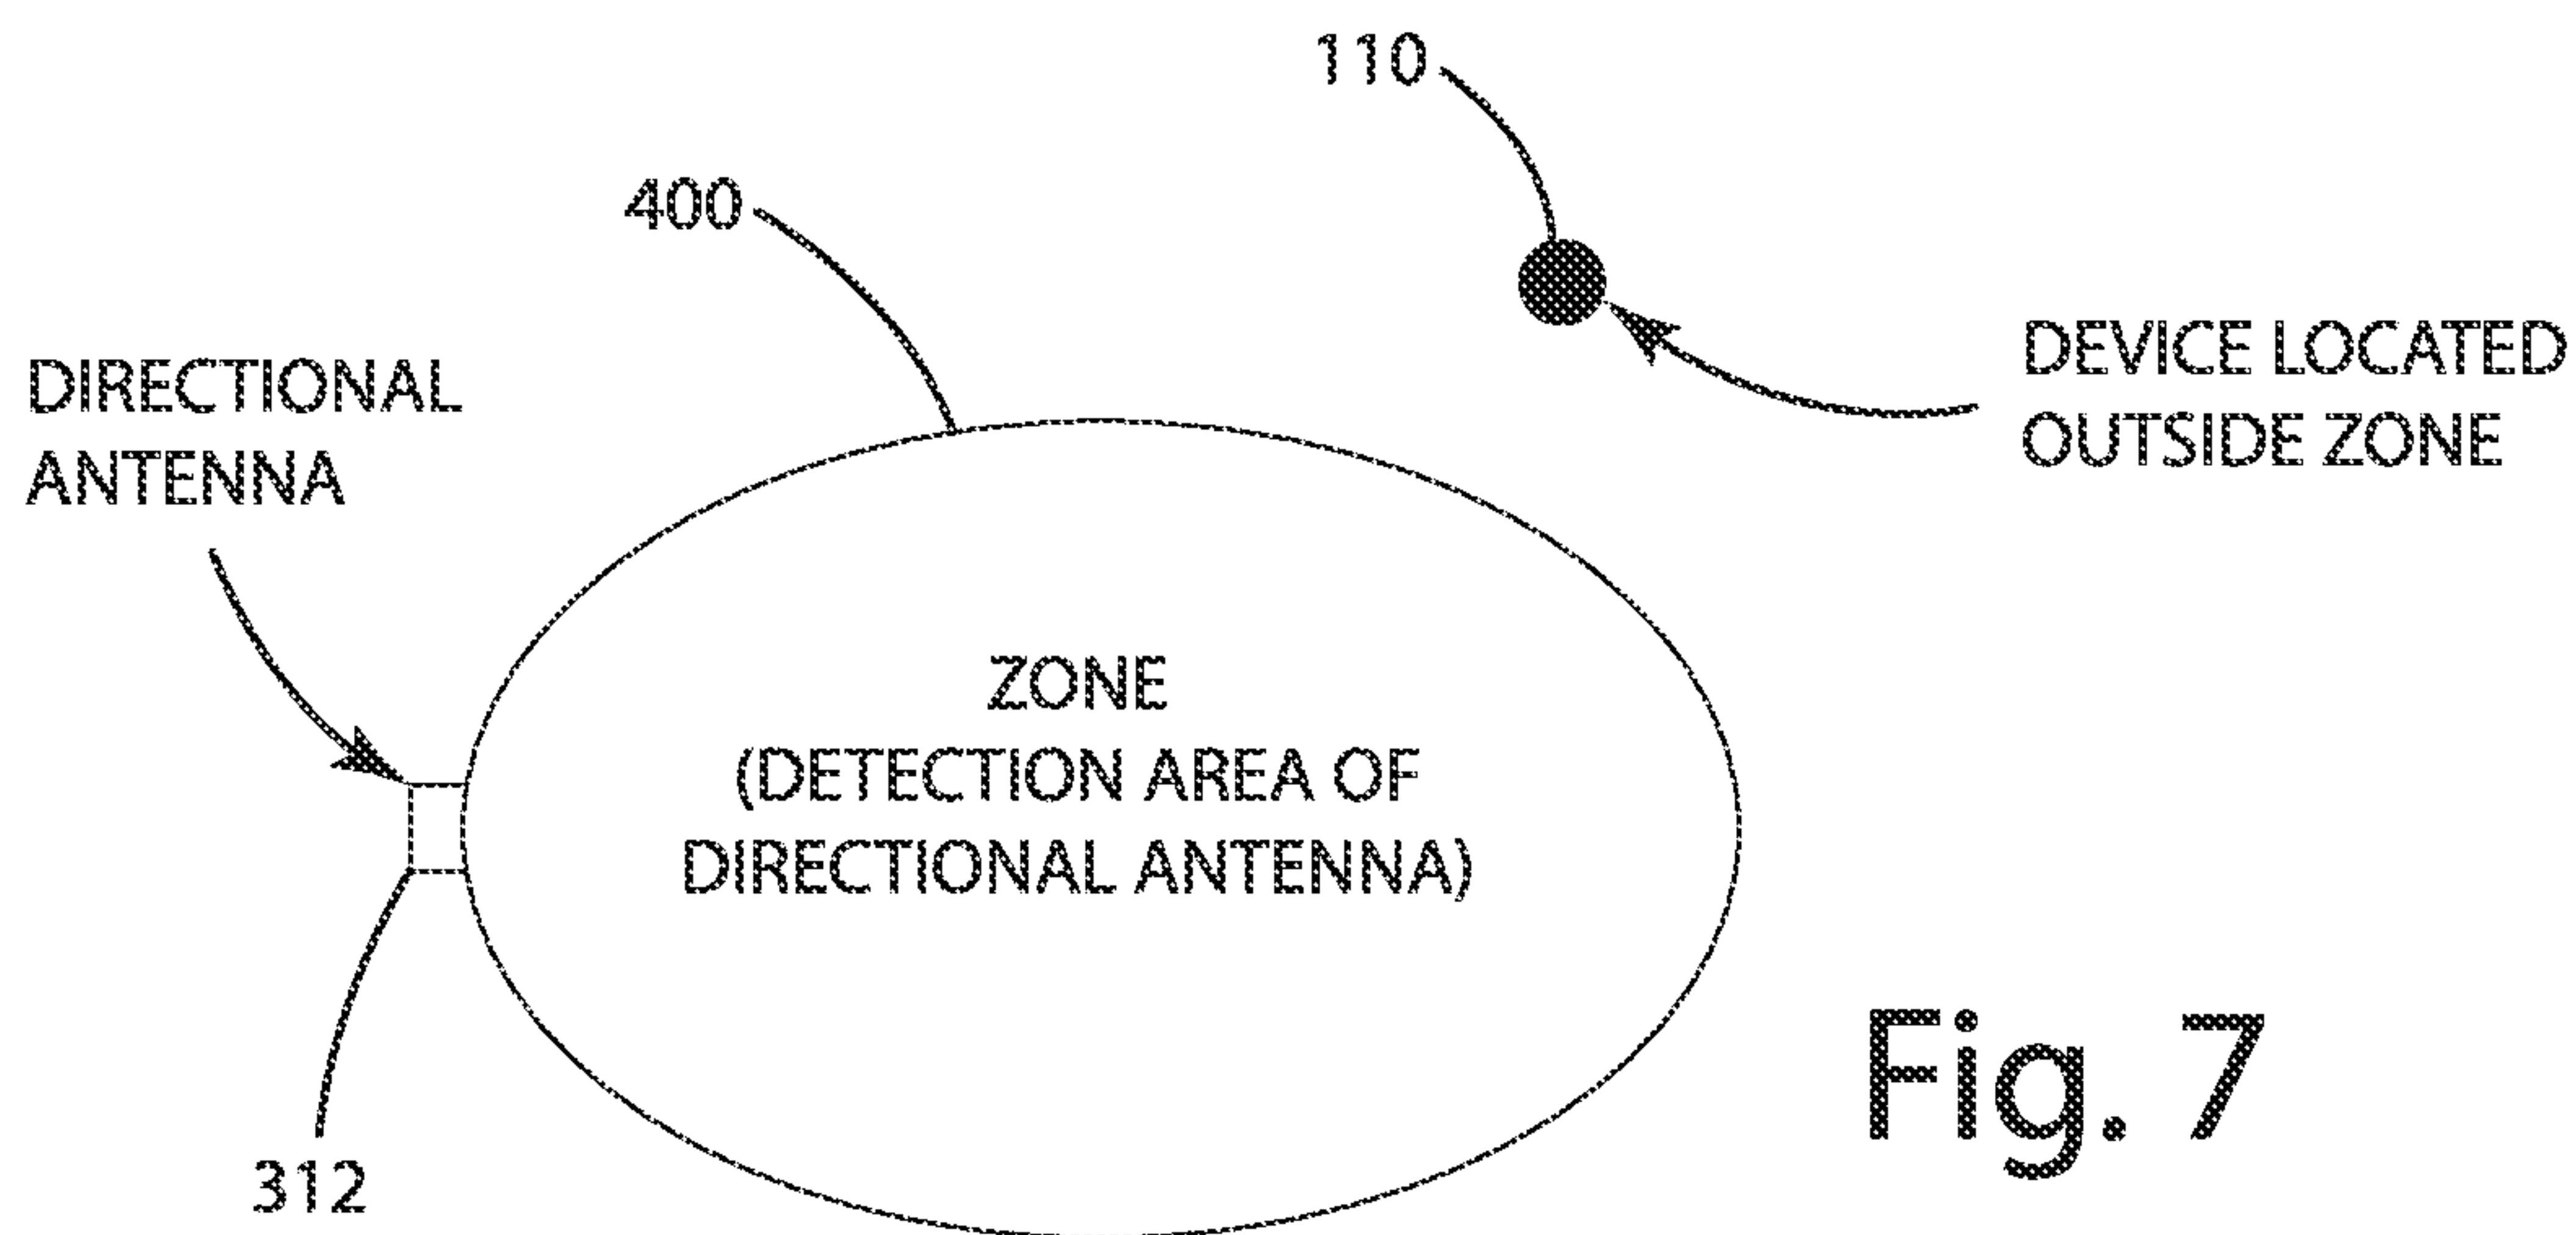 110
400
DIRECTIONAL
ANTENNA
DEVICE LOCATED
OUTSIDE ZONE
ZONE
(DETECTION AREA OF
DIRECTIONAL ANTENNA)
312
Fig. 7